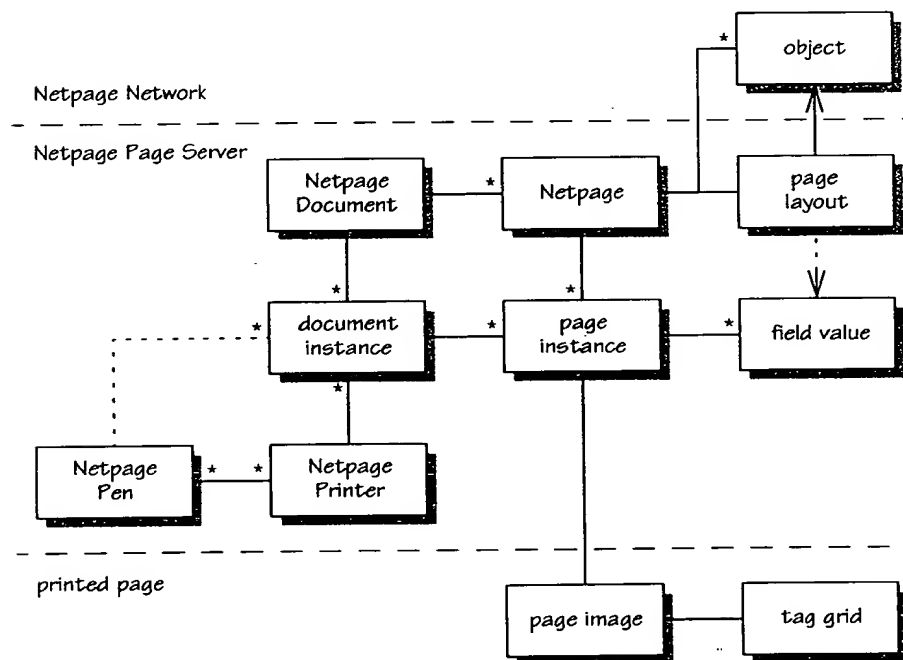 *
object
Netpage Network
Netpage Page Server
Netpage
Document
*
Netpage
page
layout
*
*
*
document
instance
*
page
instance
*
field value
*
Netpage
Pen
*
*
Netpage
Printer
printed page
page image
tag grid